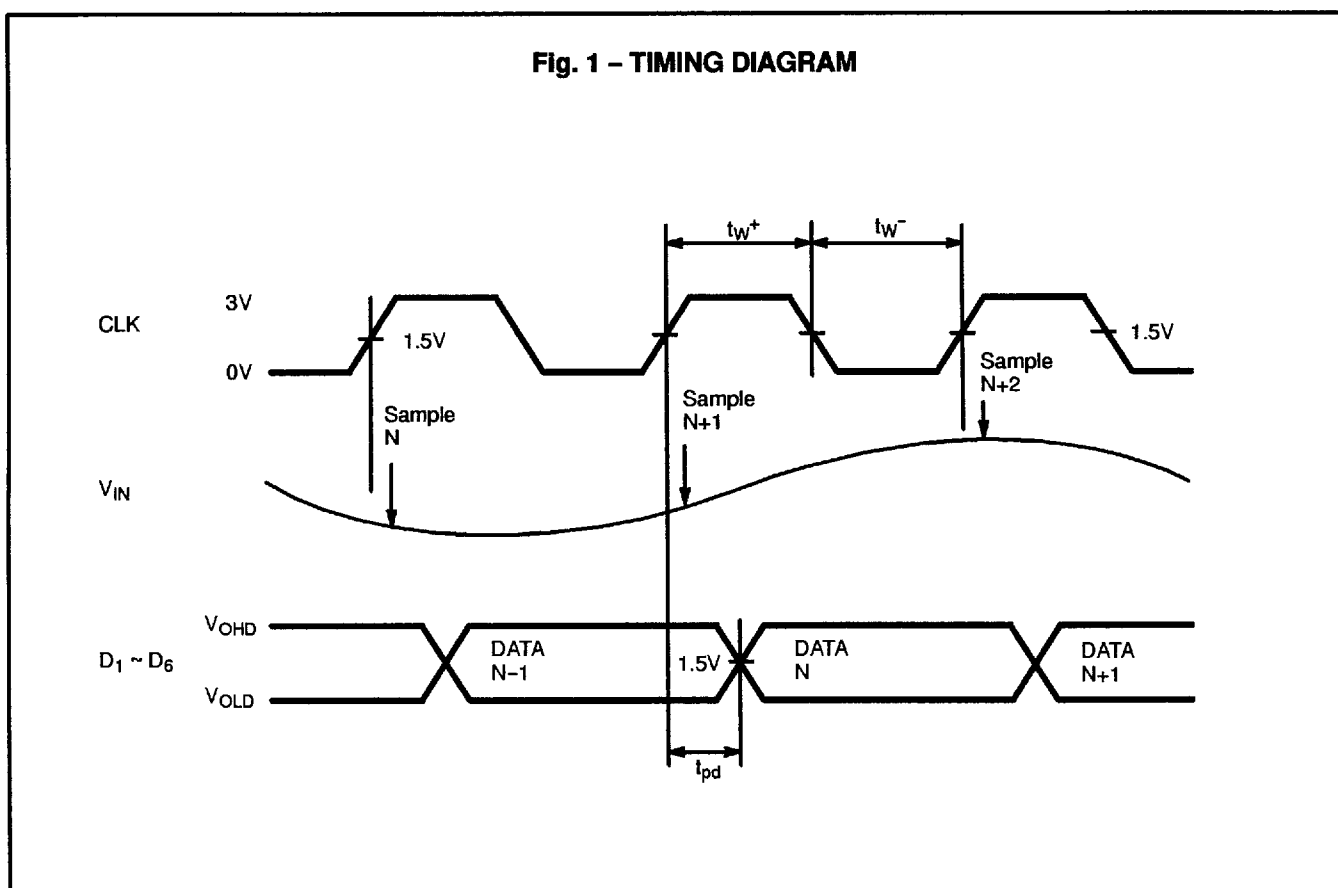 Fig. 1 – TIMING DIAGRAM
tW+
tW−
CLK
3V
0V
1.5V
1.5V
Sample
N
Sample
N+1
Sample
N+2
VIN
D1 ~ D6
VOHD
VOLD
DATA
N−1
1.5V
DATA
N
DATA
N+1
tpd